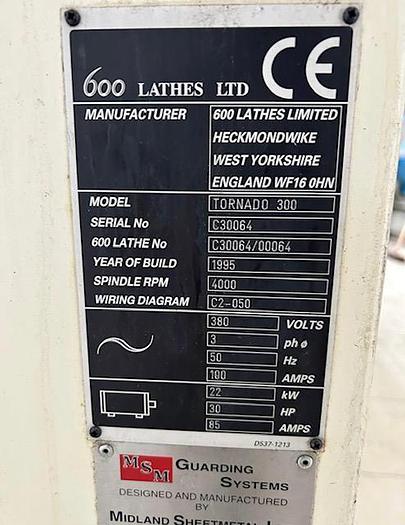 600 LATHES LTD CE
MANUFACTURER 600 LATHES LIMITED
HECKMONDWIKE
WEST YORKSHIRE
ENGLAND WF16 0HN
MODEL TORNADO 300
SERIAL No C30064
600 LATHE No C30064/00064
YEAR OF BUILD 1995
SPINDLE RPM 4000
WIRING DIAGRAM C2-050
380 VOLTS
3 ph ø
50 Hz
100 AMPS
22 kW
30 HP
85 AMPS
D537-1213
MSM GUARDING
SYSTEMS
DESIGNED AND MANUFACTURED
BY
MIDLAND SHEETMETAL